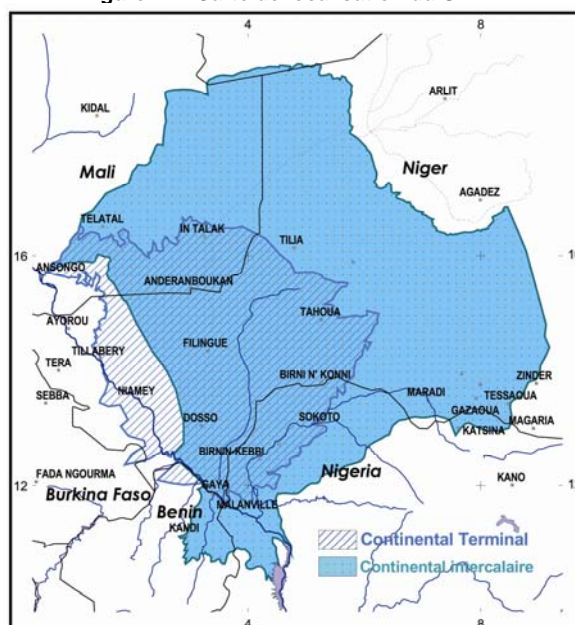 4 8
KIDAL
ARLIT
Mali
Niger
AGADEZ
TELATAL
IN TALAK
TILIA
16 16
ANSONGO
ANDERANBOUKAN
AYOROU
TAHOUA
TILLABERY
FILINGUE
TERA
BIRNI N' KONNI
ZINDER
SEBBA
NIAMEY
MARADI
TESSAOUA
DOSSO
SOKOTO
GAZAOUA
MAGARIA
KATSINA
BIRNIN-KEBBI
FADA NGOURMA
GAYA
Nigeria
KANO
12 12
Burkina Faso
MALANVILLE
Benin
KANDI
Continental Terminal
Continental intercalaire
4 8